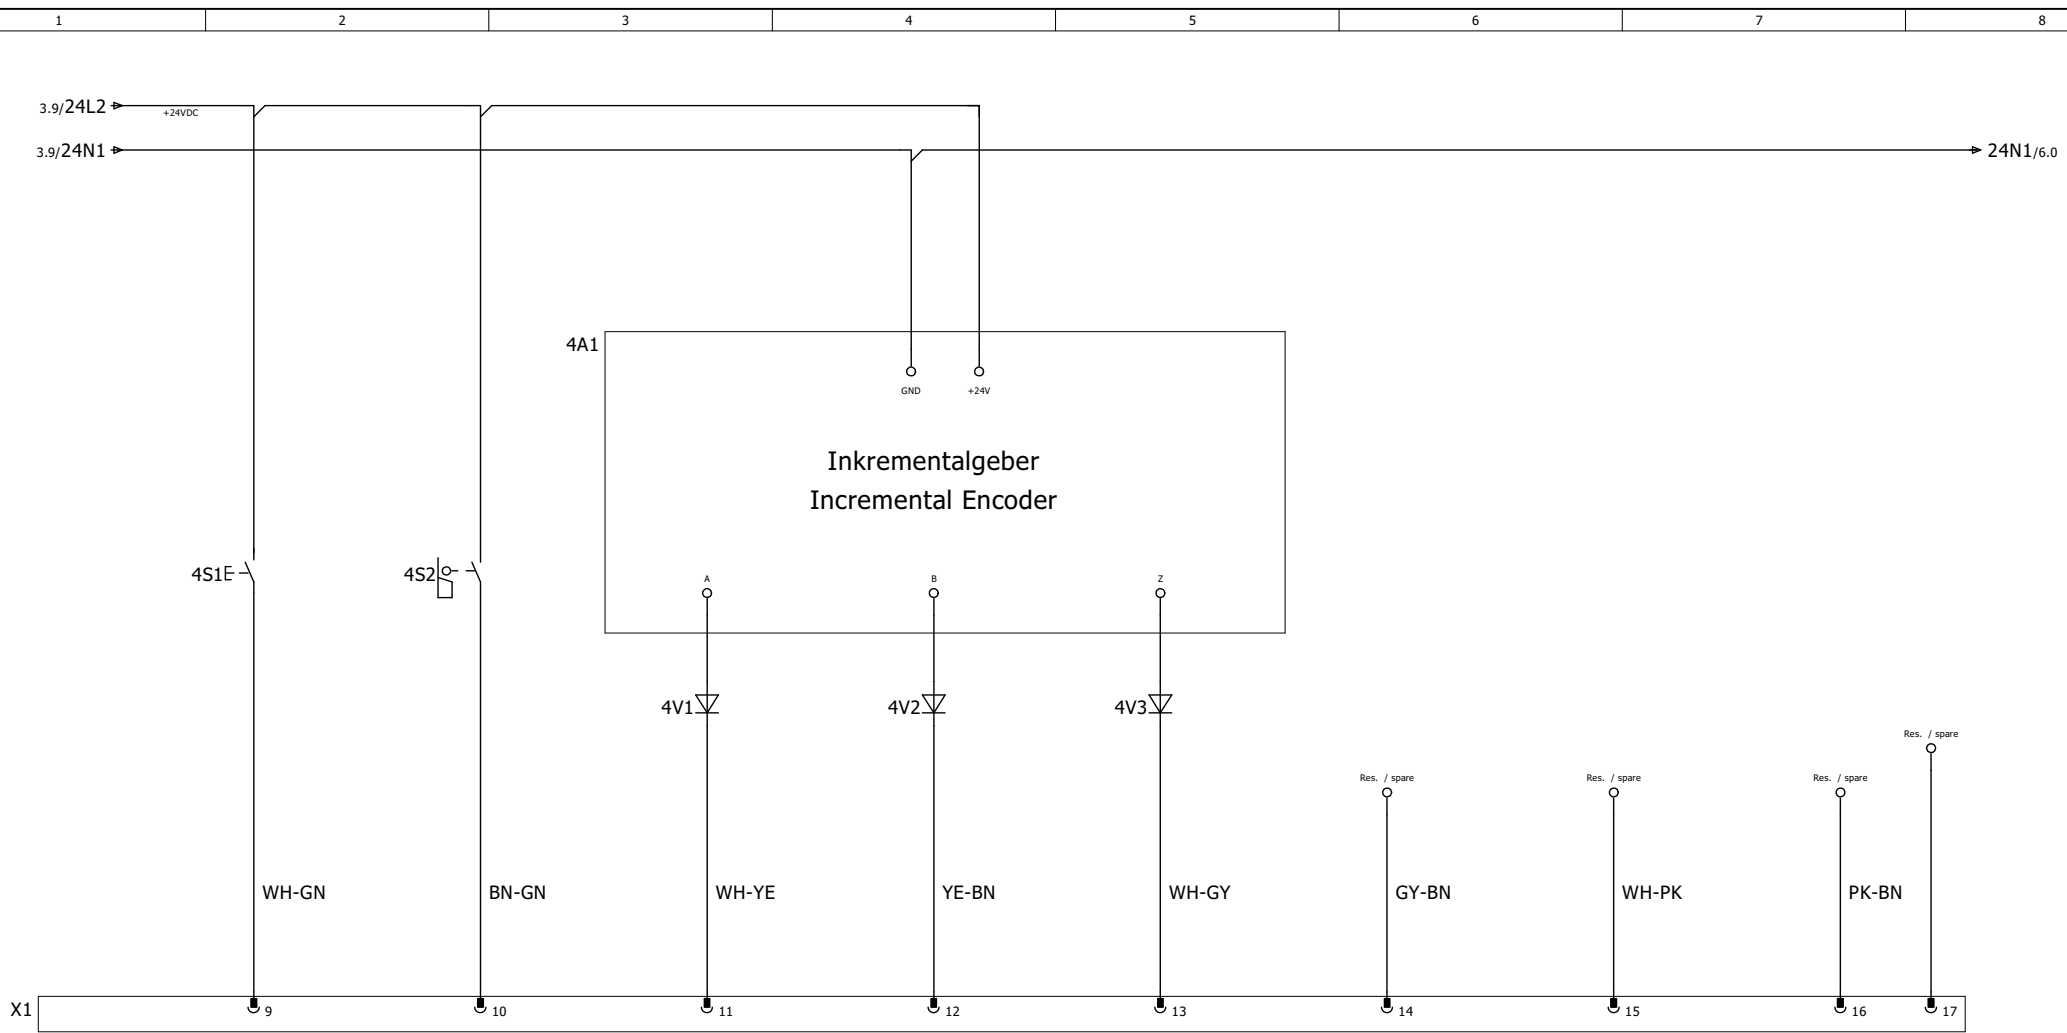 1 2 3 4 5 6 7 8
3.9/24L2 +24VDC
3.9/24N1 24N1/6.0
4A1
GND +24V
Inkrementalgeber
Incremental Encoder
4S1 4S2
A B Z
4V1 4V2 4V3
Res. / spare
Res. / spare Res. / spare Res. / spare
WH-GN BN-GN WH-YE YE-BN WH-GY GY-BN WH-PK PK-BN
X1 9 10 11 12 13 14 15 16 17